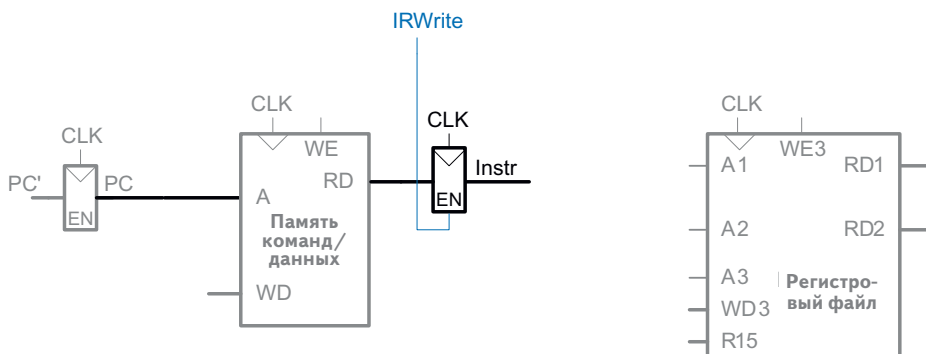 IRWrite
CLK
CLK
CLK
CLK
WE
WE3
PC'
PC
EN
A
RD
EN
Instr
Память
команд/
данных
WD
A1
RD1
A2
RD2
A3
WD3
R15
Регистро-
вый файл